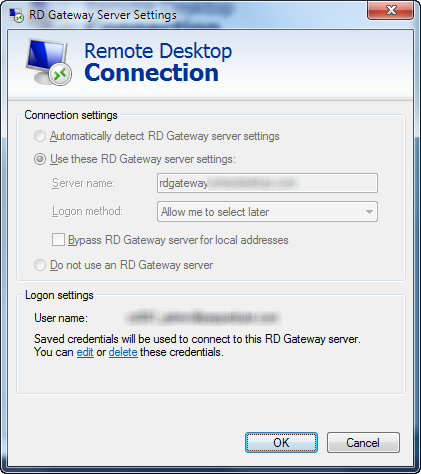 RD Gateway Server Settings
Remote Desktop
Connection
Connection settings
Automatically detect RD Gateway server settings
Use these RD Gateway server settings:
Server name: rdgateway
Logon method: Allow me to select later
Bypass RD Gateway server for local addresses
Do not use an RD Gateway server
Logon settings
User name:
Saved credentials will be used to connect to this RD Gateway server.
You can edit or delete these credentials.
OK Cancel